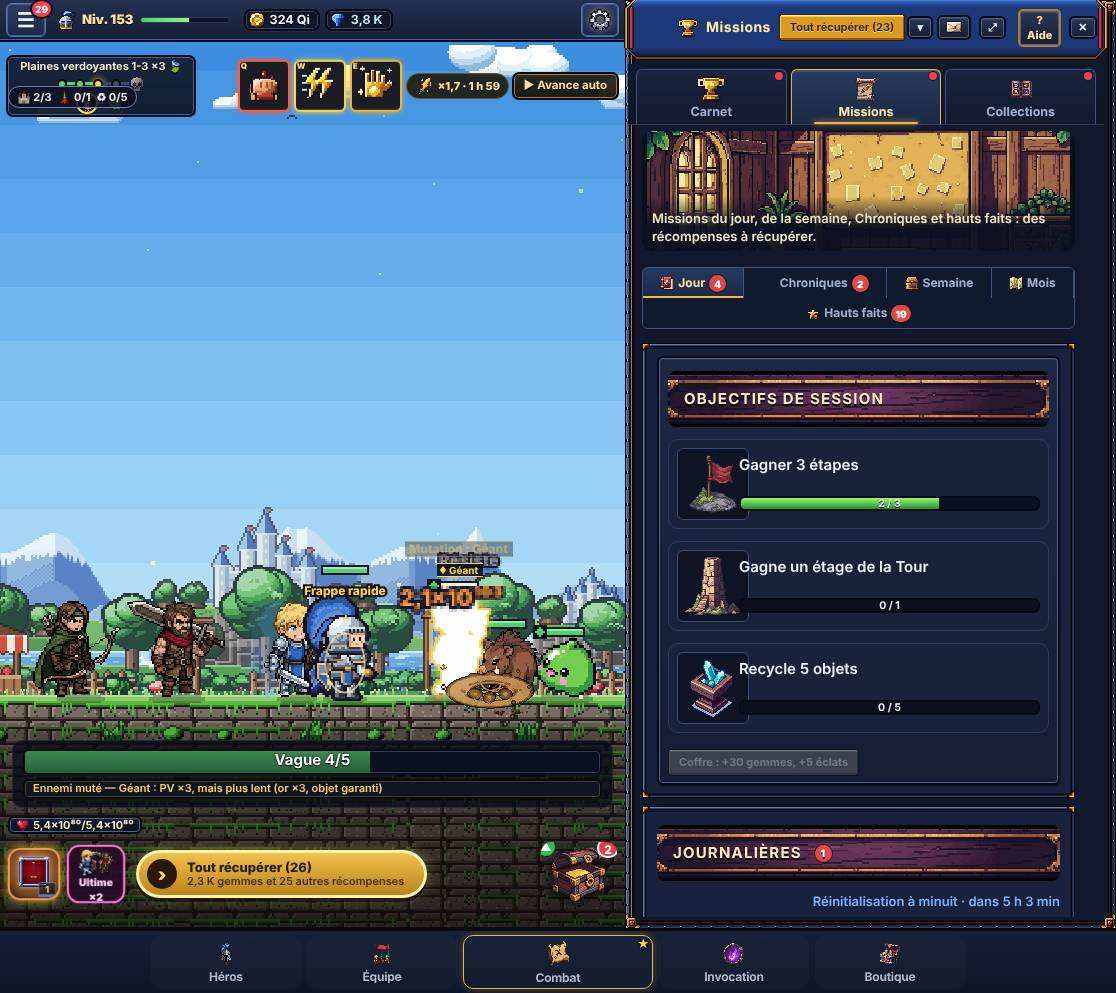 29
Niv. 153
324 Qi
3,8 K
Plaines verdoyantes 1-3 ×3
2/3
0/1
0/5
Q
W
E
×1,7 · 1 h 59
Avance auto
Mutation : Géant
Géant
Frappe rapide
2,1×10
Vague 4/5
Ennemi muté — Géant : PV ×3, mais plus lent (or ×3, objet garanti)
5,4×10⁸⁰/5,4×10⁸⁰
1
Ultime
×2
Tout récupérer (26)
2,3 K gemmes et 25 autres récompenses
2
Missions
Tout récupérer (23)
?
Aide
Carnet
Missions
Collections
Missions du jour, de la semaine, Chroniques et hauts faits : des
récompenses à récupérer.
Jour 4
Chroniques 2
Semaine
Mois
Hauts faits 19
OBJECTIFS DE SESSION
Gagner 3 étapes
2 / 3
Gagne un étage de la Tour
0 / 1
Recycle 5 objets
0 / 5
Coffre : +30 gemmes, +5 éclats
JOURNALIÈRES 1
Réinitialisation à minuit · dans 5 h 3 min
Héros
Équipe
Combat
Invocation
Boutique